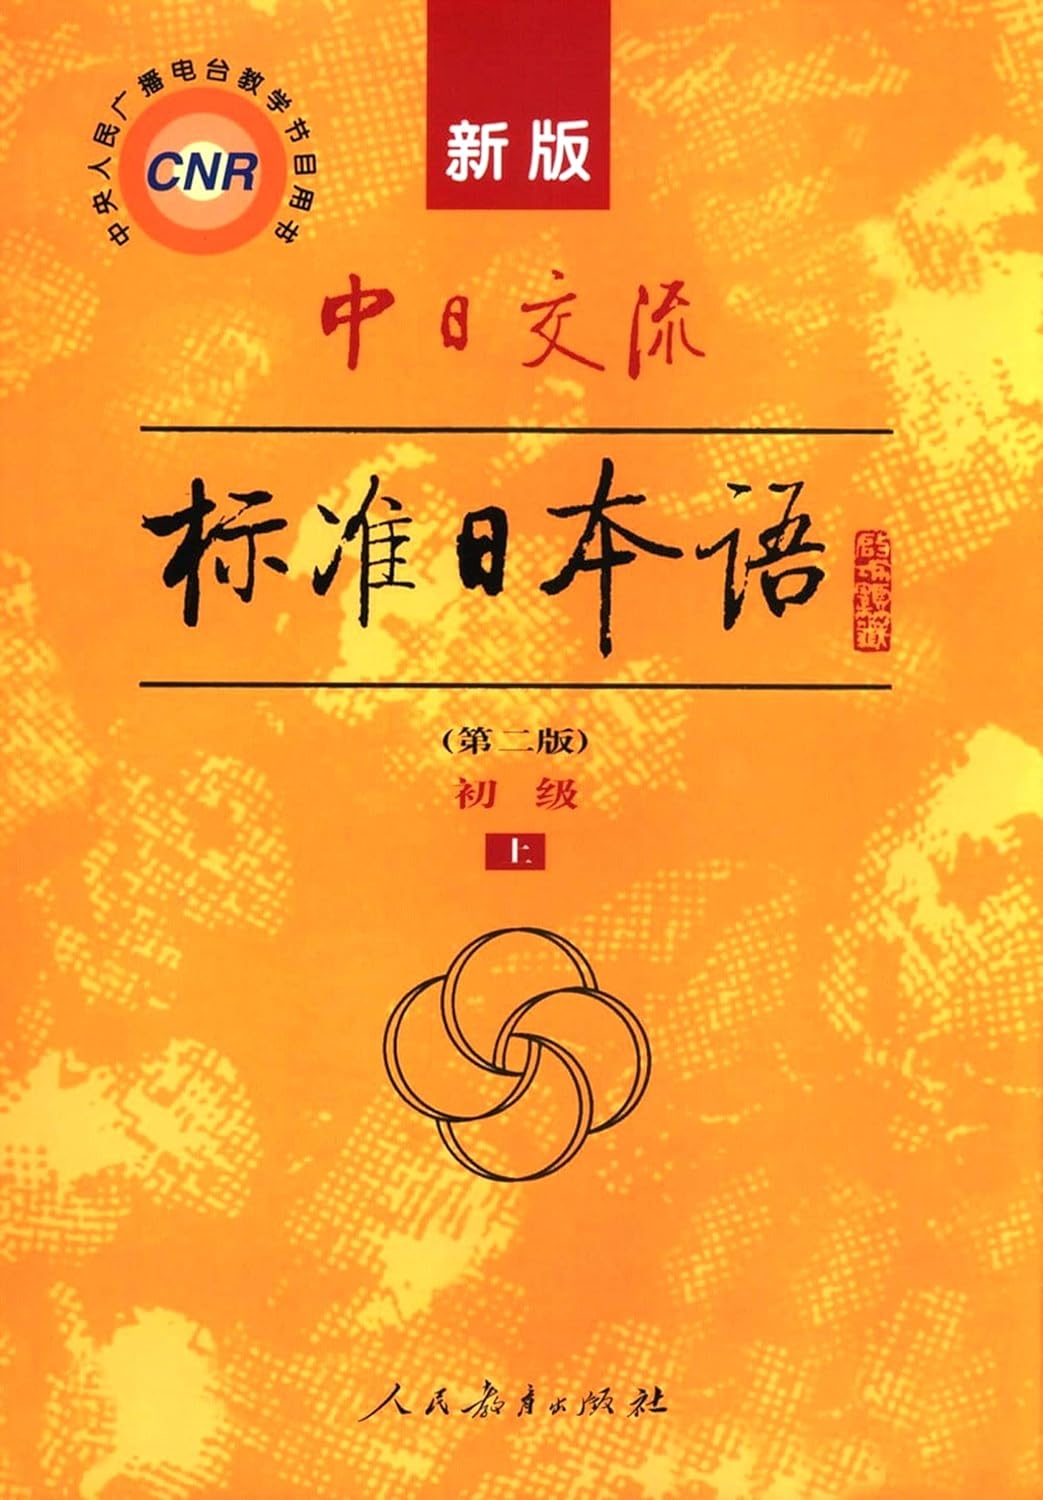 中央人民广播电台教学书目用书
CNR
新版
中日交流
标准日本语
(第二版)
初级
上
人民教育出版社